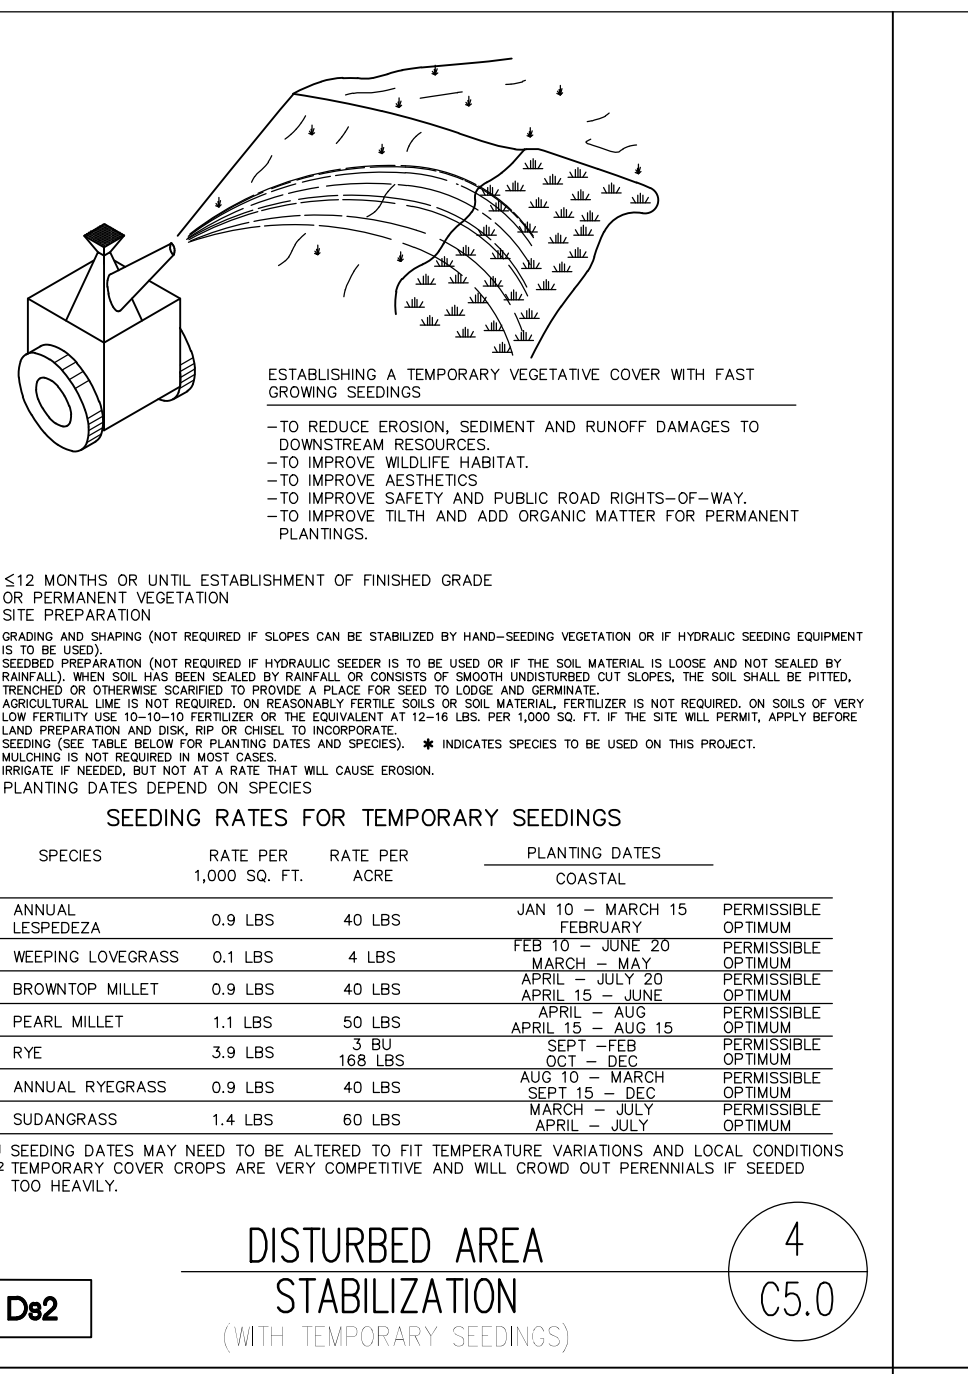 ESTABLISHING A TEMPORARY VEGETATIVE COVER WITH FAST
GROWING SEEDINGS
-TO REDUCE EROSION, SEDIMENT AND RUNOFF DAMAGES TO
DOWNSTREAM RESOURCES.
-TO IMPROVE WILDLIFE HABITAT.
-TO IMPROVE AESTHETICS
-TO IMPROVE SAFETY AND PUBLIC ROAD RIGHTS-OF-WAY.
-TO IMPROVE TILTH AND ADD ORGANIC MATTER FOR PERMANENT
PLANTINGS.
≤12 MONTHS OR UNTIL ESTABLISHMENT OF FINISHED GRADE
OR PERMANENT VEGETATION
SITE PREPARATION
GRADING AND SHAPING (NOT REQUIRED IF SLOPES CAN BE STABILIZED BY HAND-SEEDING VEGETATION OR IF HYDRALIC SEEDING EQUIPMENT
IS TO BE USED).
SEEDBED PREPARATION (NOT REQUIRED IF HYDRAULIC SEEDER IS TO BE USED OR IF THE SOIL MATERIAL IS LOOSE AND NOT SEALED BY
RAINFALL). WHEN SOIL HAS BEEN SEALED BY RAINFALL OR CONSISTS OF SMOOTH UNDISTURBED CUT SLOPES, THE SOIL SHALL BE PITTED,
TRENCHED OR OTHERWISE SCARIFIED TO PROVIDE A PLACE FOR SEED TO LODGE AND GERMINATE.
AGRICULTURAL LIME IS NOT REQUIRED. ON REASONABLY FERTILE SOILS OR SOIL MATERIAL, FERTILIZER IS NOT REQUIRED. ON SOILS OF VERY
LOW FERTILITY USE 10-10-10 FERTILIZER OR THE EQUIVALENT AT 12-16 LBS. PER 1,000 SQ. FT. IF THE SITE WILL PERMIT, APPLY BEFORE
LAND PREPARATION AND DISK, RIP OR CHISEL TO INCORPORATE.
SEEDING (SEE TABLE BELOW FOR PLANTING DATES AND SPECIES). ✱ INDICATES SPECIES TO BE USED ON THIS PROJECT.
MULCHING IS NOT REQUIRED IN MOST CASES.
IRRIGATE IF NEEDED, BUT NOT AT A RATE THAT WILL CAUSE EROSION.
PLANTING DATES DEPEND ON SPECIES
SEEDING RATES FOR TEMPORARY SEEDINGS
SPECIES RATE PER RATE PER PLANTING DATES
1,000 SQ. FT. ACRE COASTAL
ANNUAL JAN 10 - MARCH 15 PERMISSIBLE
LESPEDEZA 0.9 LBS 40 LBS FEBRUARY OPTIMUM
FEB 10 - JUNE 20 PERMISSIBLE
WEEPING LOVEGRASS 0.1 LBS 4 LBS MARCH - MAY OPTIMUM
APRIL - JULY 20 PERMISSIBLE
BROWNTOP MILLET 0.9 LBS 40 LBS APRIL 15 - JUNE OPTIMUM
APRIL - AUG PERMISSIBLE
PEARL MILLET 1.1 LBS 50 LBS APRIL 15 - AUG 15 OPTIMUM
3 BU SEPT -FEB PERMISSIBLE
RYE 3.9 LBS 168 LBS OCT - DEC OPTIMUM
AUG 10 - MARCH PERMISSIBLE
ANNUAL RYEGRASS 0.9 LBS 40 LBS SEPT 15 - DEC OPTIMUM
MARCH - JULY PERMISSIBLE
SUDANGRASS 1.4 LBS 60 LBS APRIL - JULY OPTIMUM
SEEDING DATES MAY NEED TO BE ALTERED TO FIT TEMPERATURE VARIATIONS AND LOCAL CONDITIONS
2 TEMPORARY COVER CROPS ARE VERY COMPETITIVE AND WILL CROWD OUT PERENNIALS IF SEEDED
TOO HEAVILY.
DISTURBED AREA
STABILIZATION
(WITH TEMPORARY SEEDINGS)
Ds2
4
C5.0